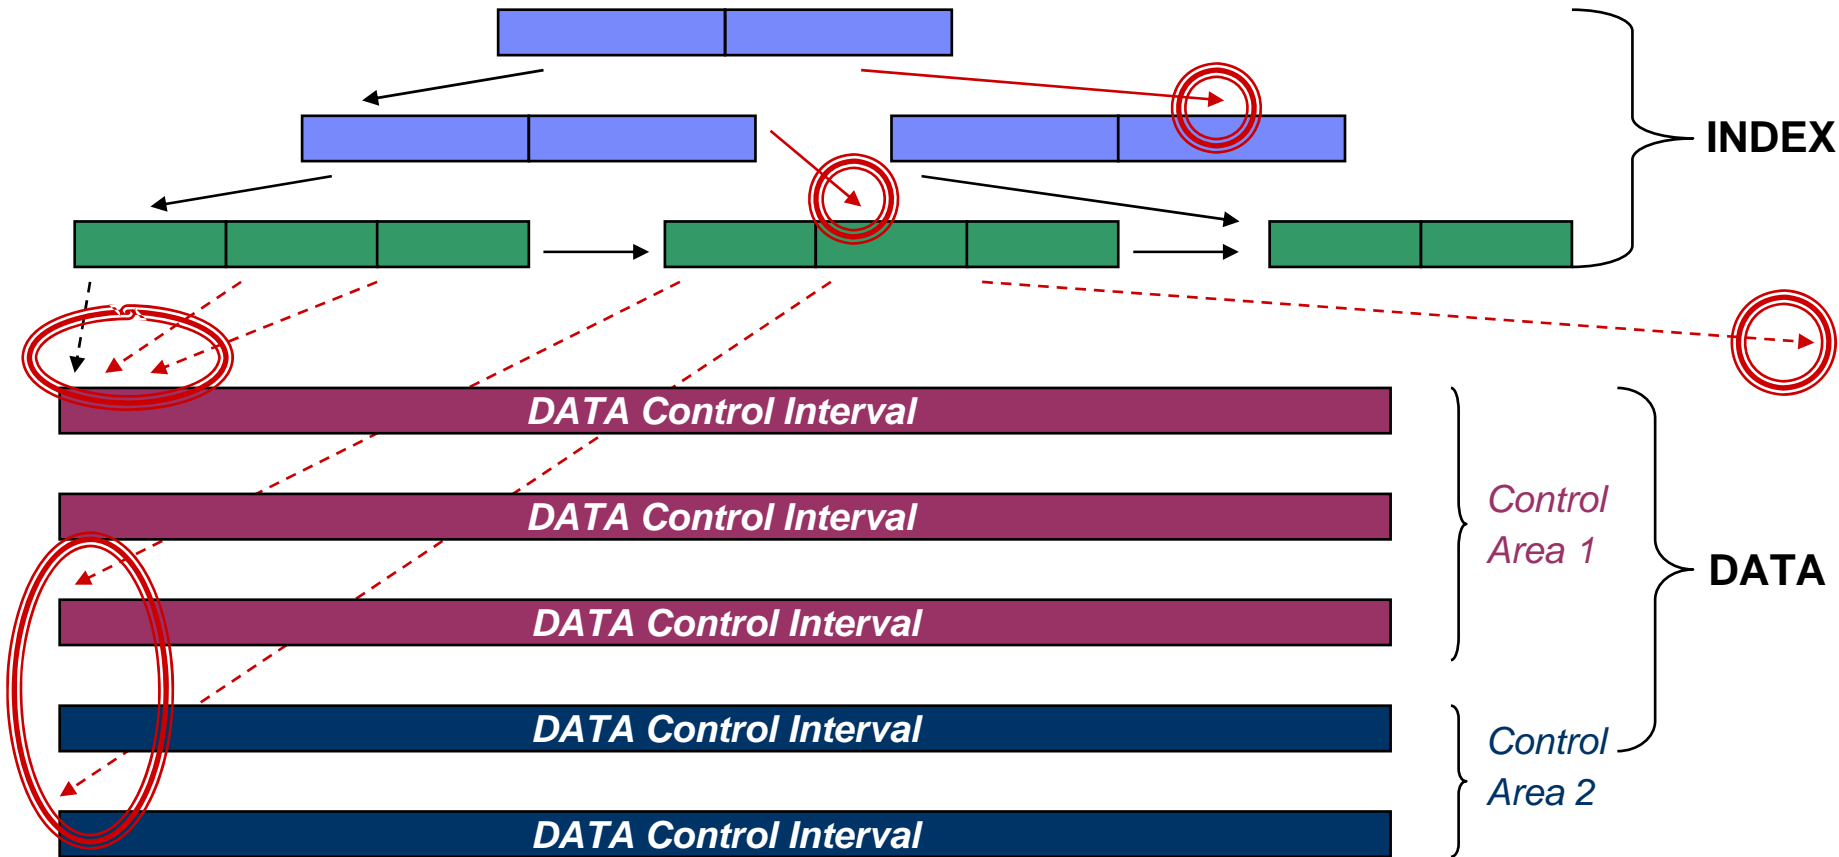 INDEX
DATA Control Interval
DATA Control Interval
Control
Area 1
DATA
DATA Control Interval
DATA Control Interval
Control
Area 2
DATA Control Interval